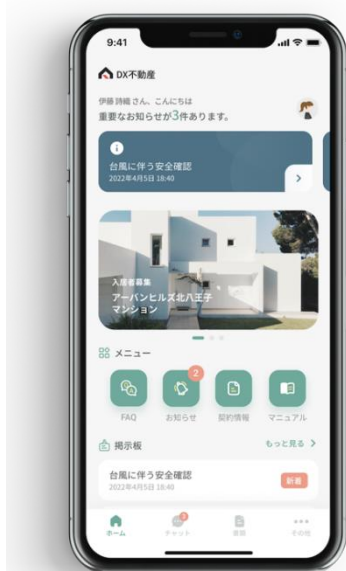 9:41
DX不動産
伊藤 詩織 さん、こんにちは
重要なお知らせが3件あります。
台風に伴う安全確認
2022年4月5日 18:40
入居者募集
アーバンヒルズ北八王子
マンション
メニュー
2
FAQ
お知らせ
契約情報
マニュアル
掲示板
もっと見る
台風に伴う安全確認
2022年4月5日 18:40
新着
ホーム
チャット
書類
その他